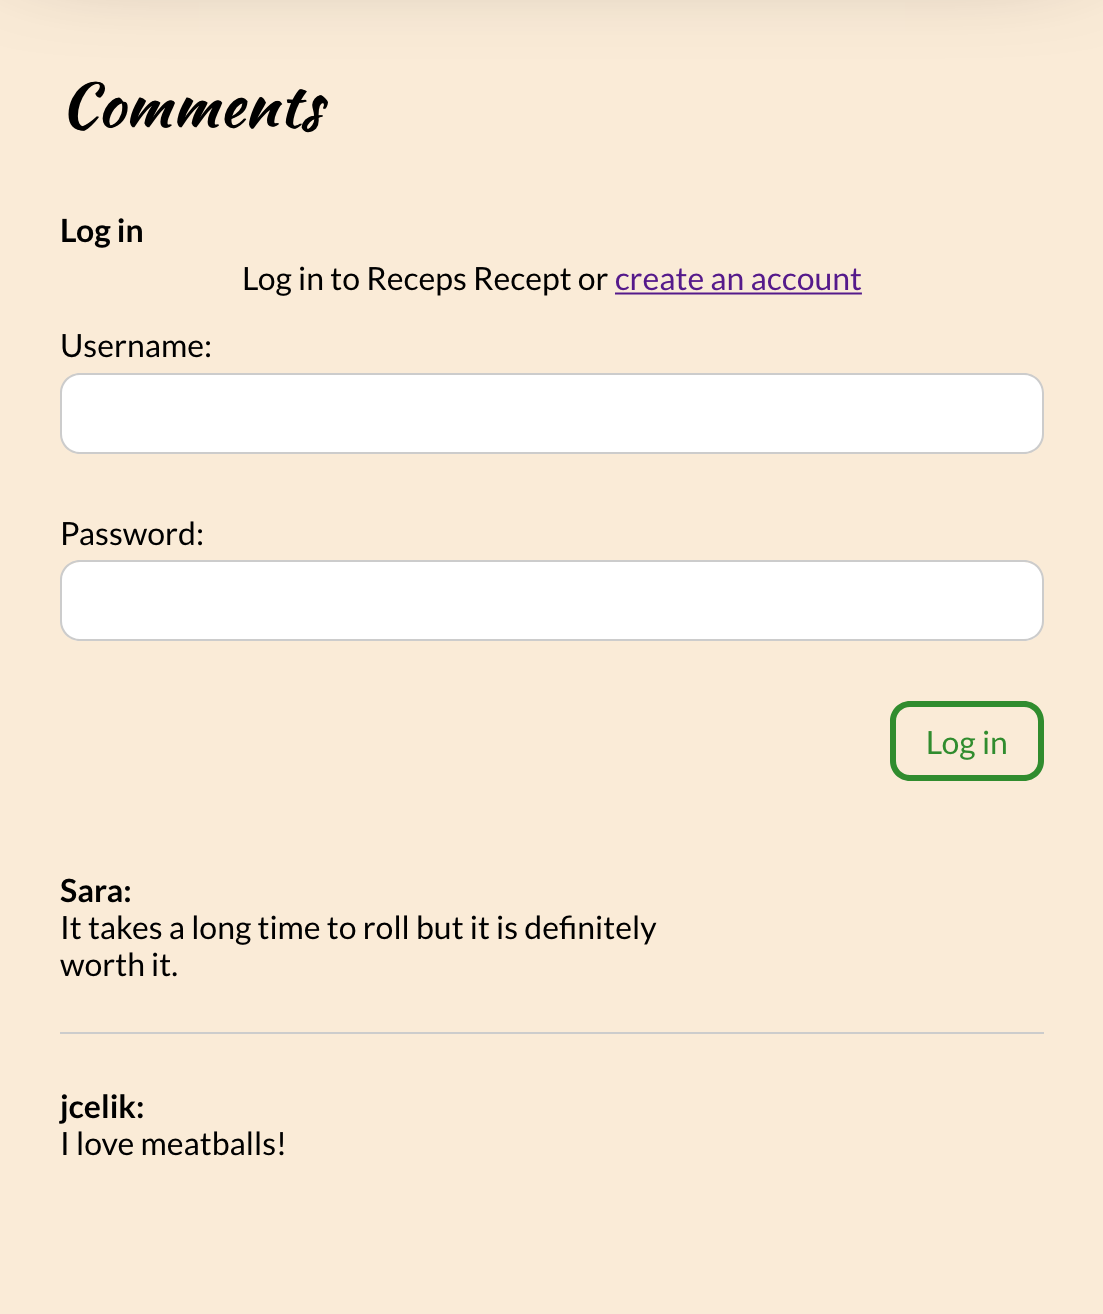 Comments
Log in
Log in to Receps Recept or create an account
Username:
Password:
Log in
Sara:
It takes a long time to roll but it is definitely
worth it.
jcelik:
I love meatballs!